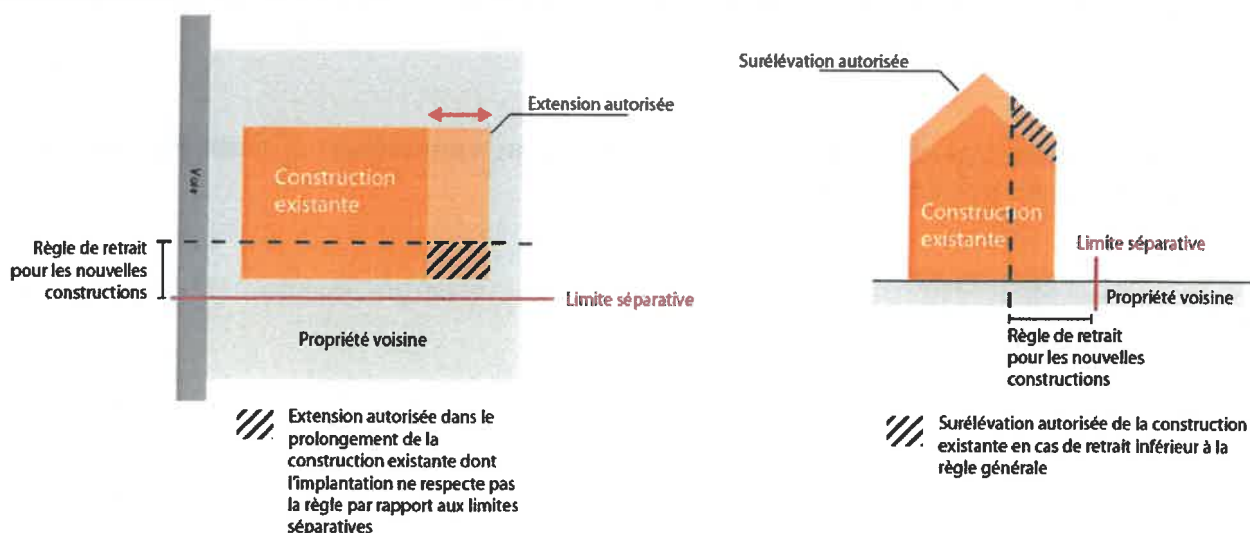 Extension autorisée
Construction
existante
Voie
Règle de retrait
pour les nouvelles
constructions
Limite séparative
Propriété voisine
Extension autorisée dans le
prolongement de la
construction existante dont
l'implantation ne respecte pas
la règle par rapport aux limites
séparatives
Surélévation autorisée
Construction
existante
Limite séparative
Propriété voisine
Règle de retrait
pour les nouvelles
constructions
Surélévation autorisée de la construction
existante en cas de retrait inférieur à la
règle générale